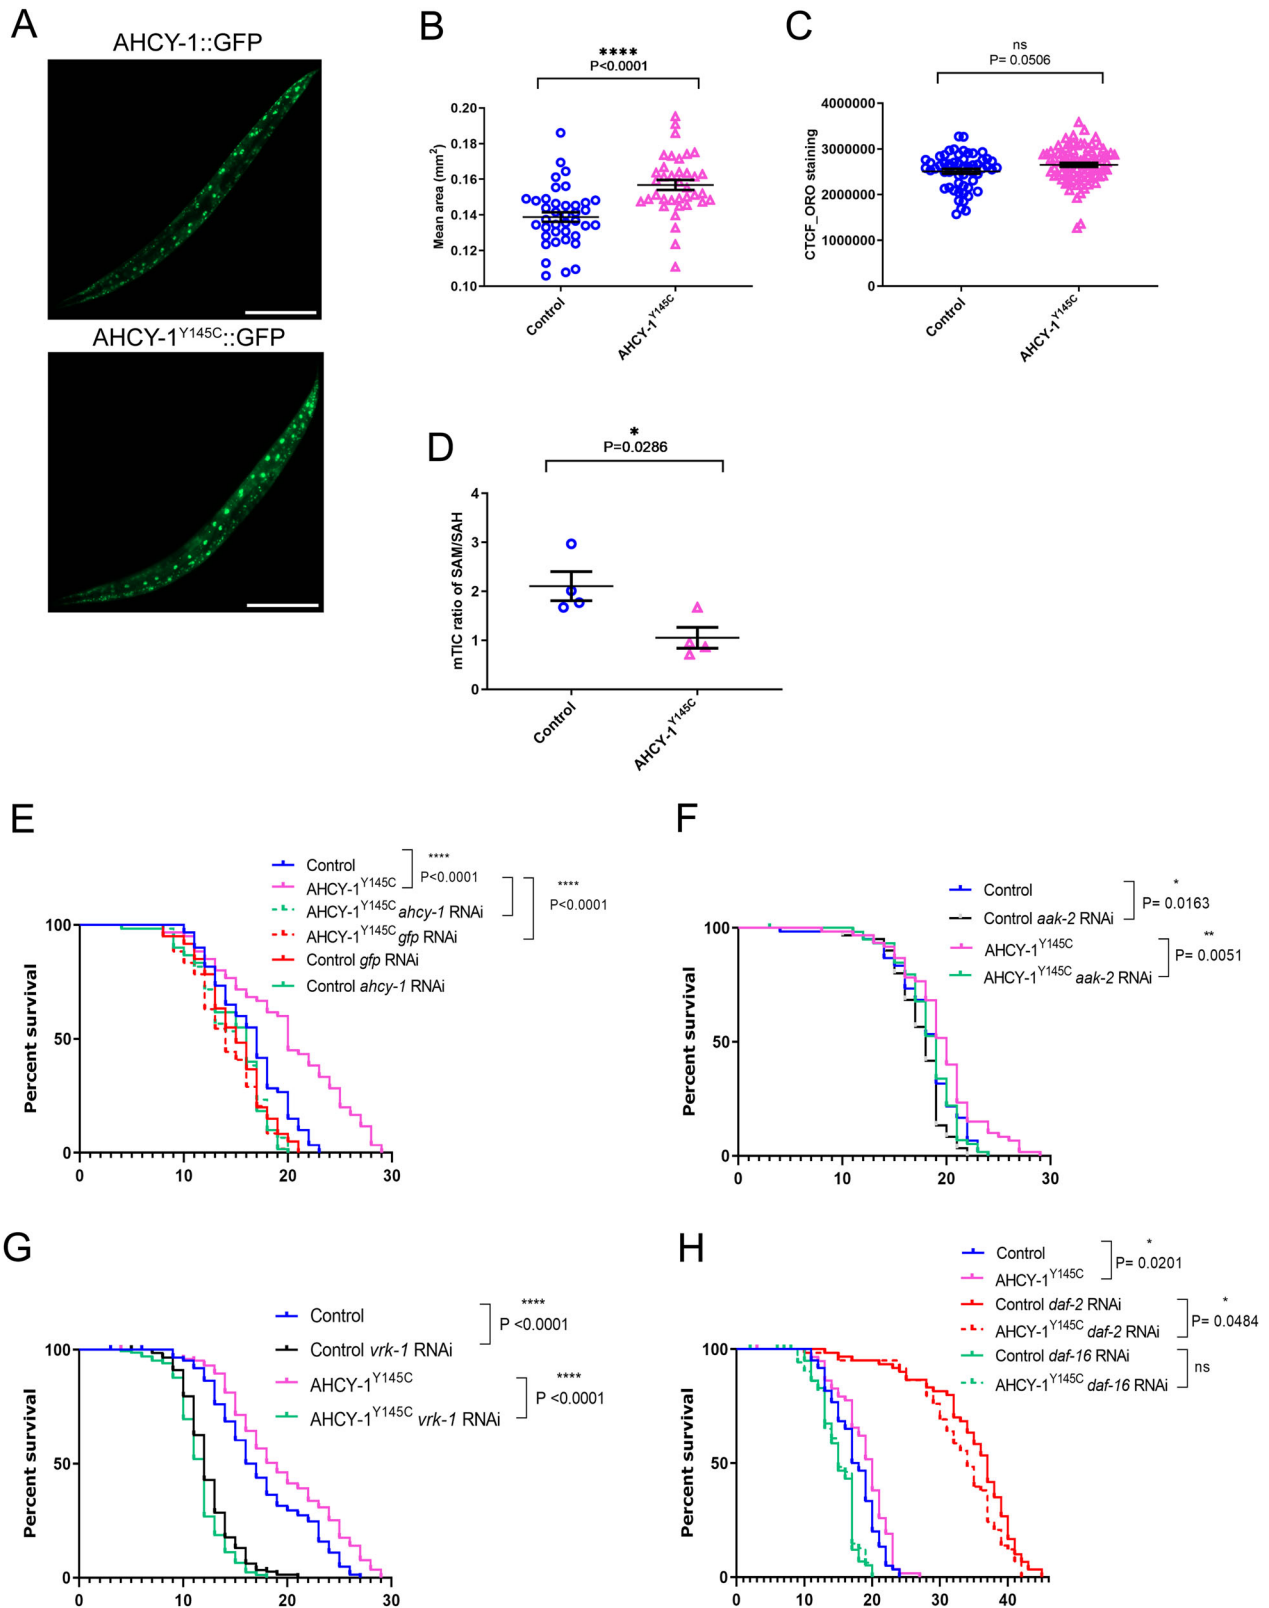 A
AHCY-1::GFP
AHCY-1Y145C::GFP
B
****
P<0.0001
Mean area (mm2)
0.20
0.18
0.16
0.14
0.12
0.10
Control
AHCY-1Y145C
C
ns
P= 0.0506
CTCF_ORO staining
4000000
3000000
2000000
1000000
0
Control
AHCY-1Y145C
D
*
P=0.0286
mTIC ratio of SAM/SAH
4
3
2
1
0
Control
AHCY-1Y145C
E
Control
AHCY-1Y145C
AHCY-1Y145C ahcy-1 RNAi
AHCY-1Y145C gfp RNAi
Control gfp RNAi
Control ahcy-1 RNAi
****
P<0.0001
****
P<0.0001
Percent survival
100
50
0
0 10 20 30
F
Control
Control aak-2 RNAi
AHCY-1Y145C
AHCY-1Y145C aak-2 RNAi
*
P= 0.0163
**
P= 0.0051
Percent survival
100
50
0
0 10 20 30
G
Control
Control vrk-1 RNAi
AHCY-1Y145C
AHCY-1Y145C vrk-1 RNAi
****
P <0.0001
****
P <0.0001
Percent survival
100
50
0
0 10 20 30
H
Control
AHCY-1Y145C
Control daf-2 RNAi
AHCY-1Y145C daf-2 RNAi
Control daf-16 RNAi
AHCY-1Y145C daf-16 RNAi
*
P= 0.0201
*
P= 0.0484
ns
Percent survival
100
50
0
0 10 20 30 40